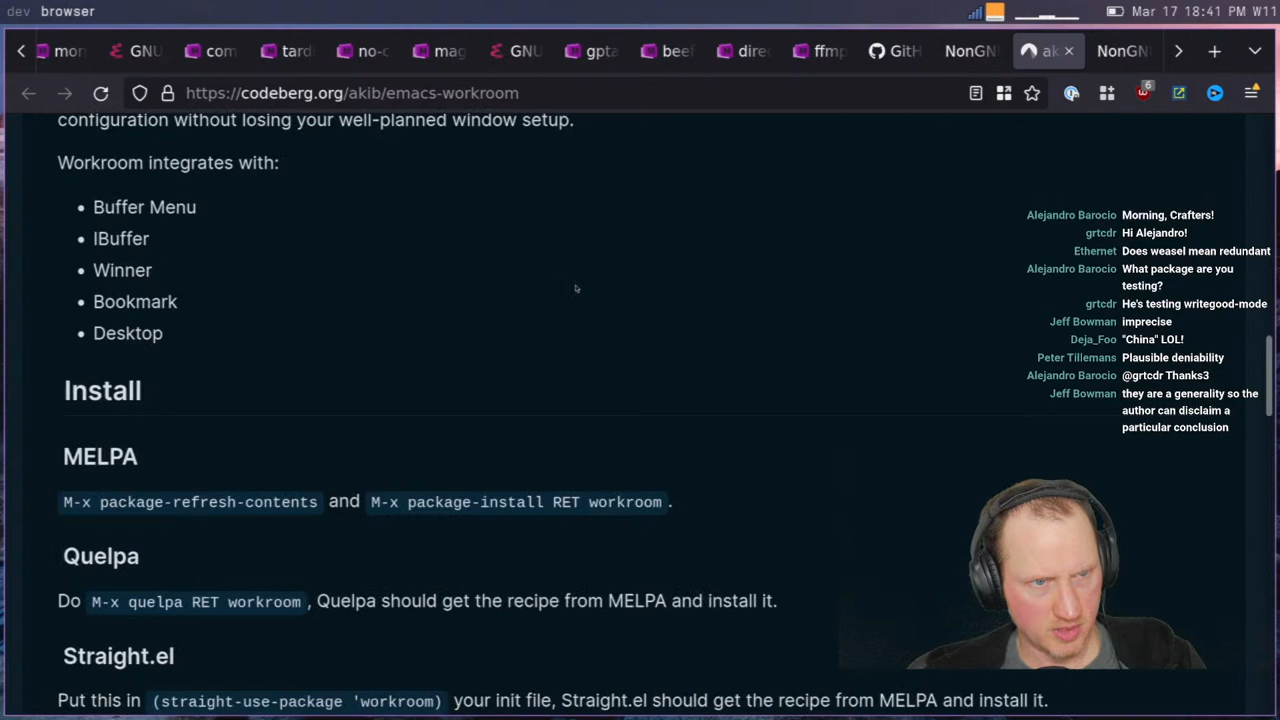 dev browser
Mar 17 18:41 PM W11
mor
GNU
com
tard
no-c
mag
GNU
gpta
beef
direc
ffmp
GitH
NonGN
ak
NonGN
https://codeberg.org/akib/emacs-workroom
6
configuration without losing your well-planned window setup.
Workroom integrates with:
• Buffer Menu
• IBuffer
• Winner
• Bookmark
• Desktop
Install
MELPA
M-x package-refresh-contents and M-x package-install RET workroom.
Quelpa
Do M-x quelpa RET workroom, Quelpa should get the recipe from MELPA and install it.
Straight.el
Put this in (straight-use-package 'workroom) your init file, Straight.el should get the recipe from MELPA and install it.
Alejandro Barocio Morning, Crafters!
grtcdr Hi Alejandro!
Ethernet Does weasel mean redundant
Alejandro Barocio What package are you
testing?
grtcdr He's testing writegood-mode
Jeff Bowman imprecise
Deja_Foo "China" LOL!
Peter Tillemans Plausible deniability
Alejandro Barocio @grtcdr Thanks3
Jeff Bowman they are a generality so the
author can disclaim a
particular conclusion